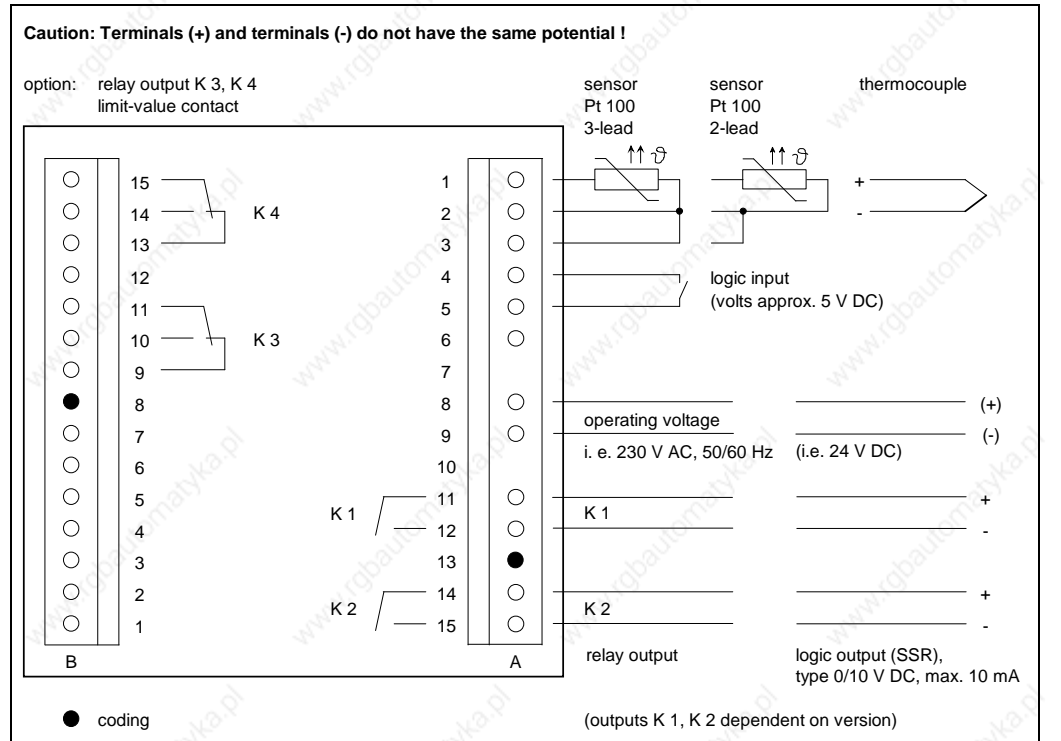 Caution: Terminals (+) and terminals (-) do not have the same potential !
option: relay output K 3, K 4
limit-value contact
sensor
Pt 100
3-lead
sensor
Pt 100
2-lead
thermocouple
ϑ
ϑ
15
14
13
12
11
10
9
8
7
6
5
4
3
2
1
K 4
K 3
B
1
2
3
4
5
6
7
8
9
10
11
12
13
14
15
K 1
K 2
A
+
-
logic input
(volts approx. 5 V DC)
operating voltage
i. e. 230 V AC, 50/60 Hz
(i.e. 24 V DC)
(+)
(-)
K 1
+
-
K 2
+
-
relay output
logic output (SSR),
type 0/10 V DC, max. 10 mA
coding
(outputs K 1, K 2 dependent on version)
www.rgbautomatyka.pl